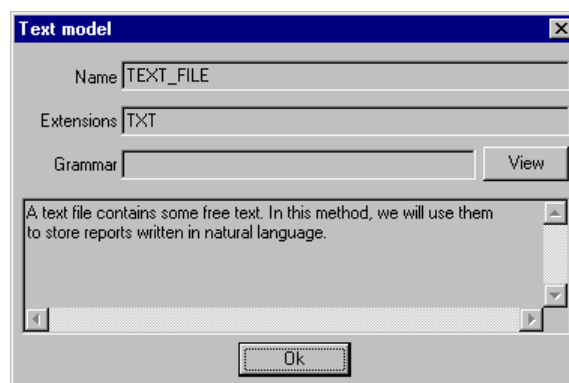 Text model
Name TEXT_FILE
Extensions TXT
Grammar View
A text file contains some free text. In this method, we will use them
to store reports written in natural language.
Ok